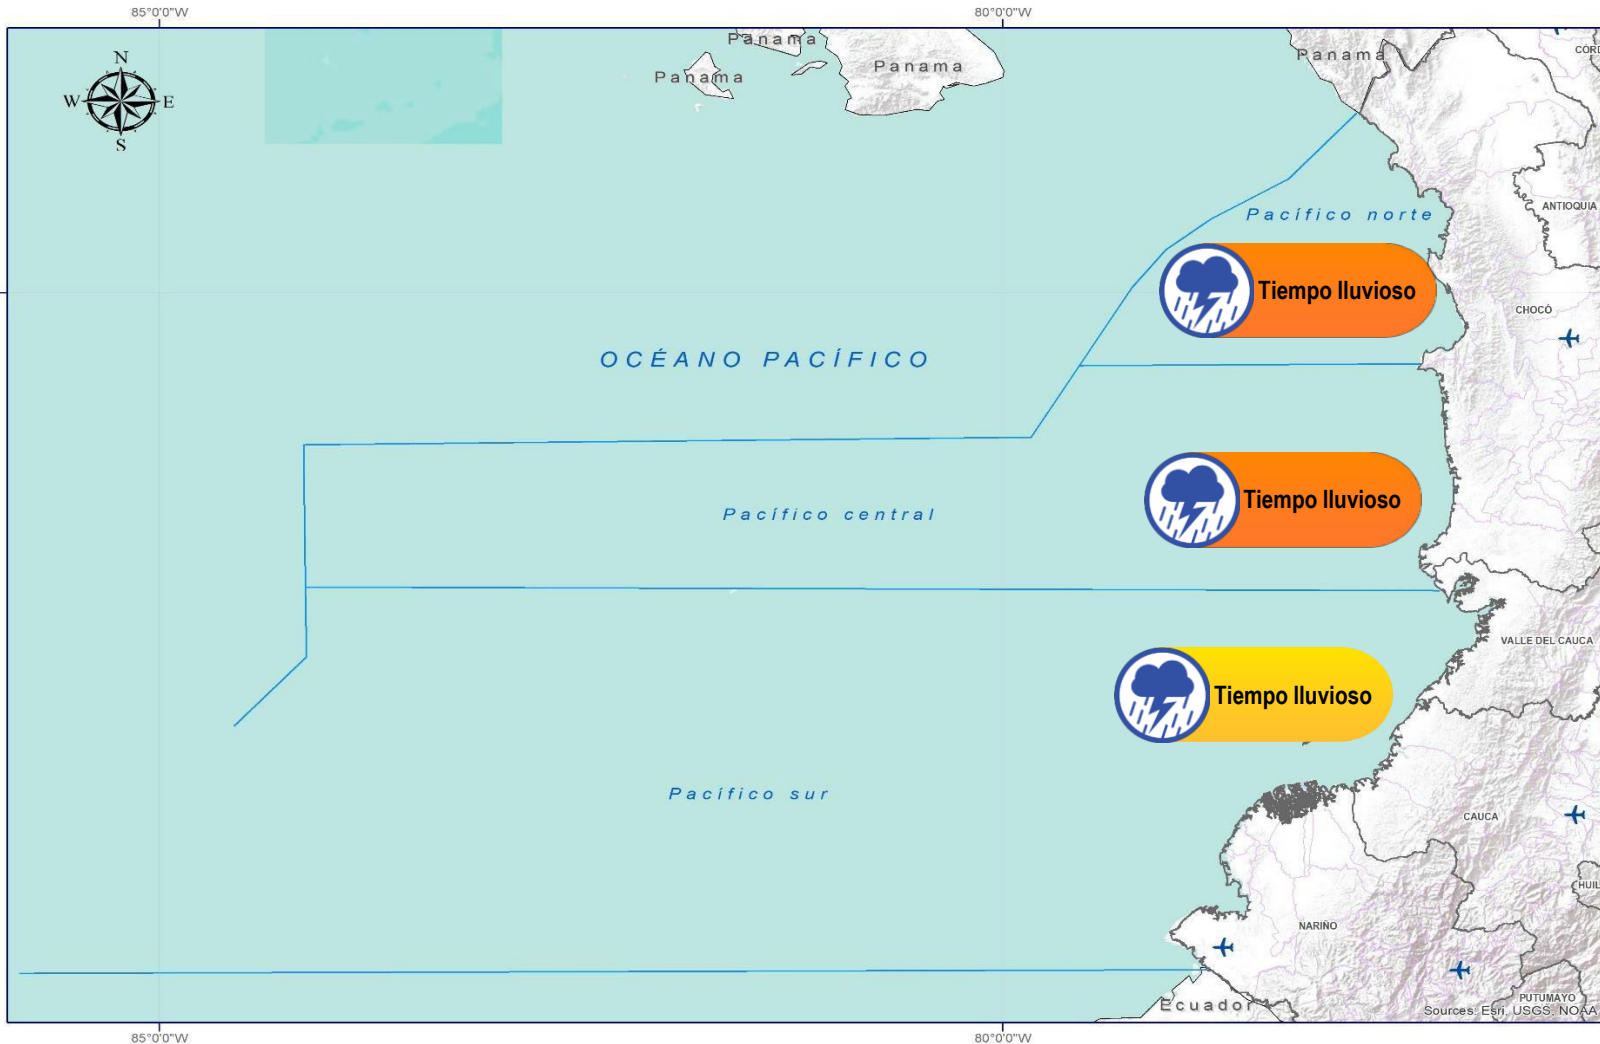 85°0'0"W
80°0'0"W
N
W
E
S
Panama
Panama
Panama
Panama
CÓRD
ANTIOQUIA
Pacífico norte
Tiempo lluvioso
CHOCÓ
OCÉANO PACÍFICO
Tiempo lluvioso
Pacífico central
VALLE DEL CAUCA
Tiempo lluvioso
Pacífico sur
CAUCA
HUIL
NARIÑO
PUTUMAYO
Ecuador
Sources: Esri, USGS, NOAA
85°0'0"W
80°0'0"W